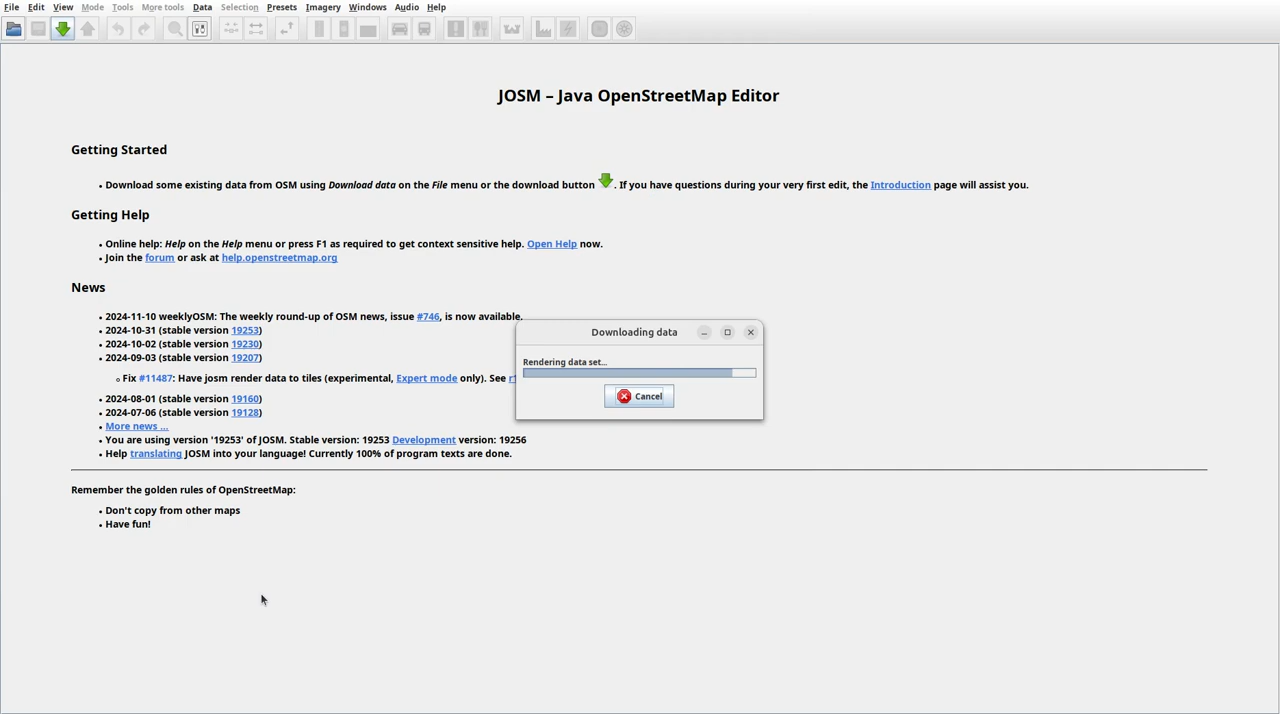 File Edit View Mode Tools More tools Data Selection Presets Imagery Windows Audio Help
JOSM – Java OpenStreetMap Editor
Getting Started
• Download some existing data from OSM using Download data on the File menu or the download button . If you have questions during your very first edit, the Introduction page will assist you.
Getting Help
• Online help: Help on the Help menu or press F1 as required to get context sensitive help. Open Help now.
• Join the forum or ask at help.openstreetmap.org
News
• 2024-11-10 weeklyOSM: The weekly round-up of OSM news, issue #746, is now available.
• 2024-10-31 (stable version 19253)
• 2024-10-02 (stable version 19230)
• 2024-09-03 (stable version 19207)
Downloading data
Rendering data set...
Cancel
◦ Fix #11487: Have josm render data to tiles (experimental, Expert mode only). See
• 2024-08-01 (stable version 19160)
• 2024-07-06 (stable version 19128)
• More news ...
• You are using version '19253' of JOSM. Stable version: 19253 Development version: 19256
• Help translating JOSM into your language! Currently 100% of program texts are done.
Remember the golden rules of OpenStreetMap:
• Don't copy from other maps
• Have fun!